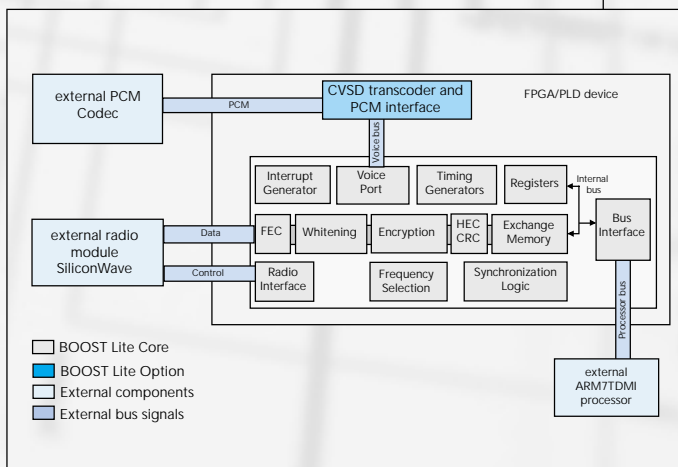 external PCM
Codec
PCM
CVSD transcoder and
PCM interface
FPGA/PLD device
Voice bus
Interrupt
Generator
Voice
Port
Timing
Generators
Registers
Internal
bus
Bus
Interface
external radio
module
SiliconWave
Data
Control
FEC
Whitening
Encryption
HEC
CRC
Exchange
Memory
Radio
Interface
Frequency
Selection
Synchronization
Logic
Processor bus
BOOST Lite Core
BOOST Lite Option
External components
External bus signals
external
ARM7TDMI
processor